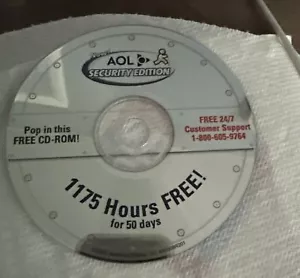 AOL
SECURITY EDITION
Pop in this
FREE CD-ROM!
FREE 24/7
Customer Support
1-800-605-9764
1175 Hours FREE!
for 50 days